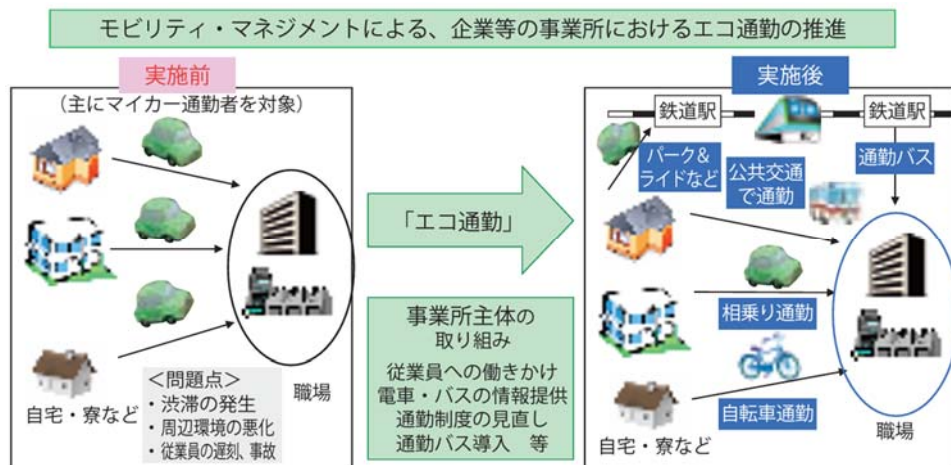 モビリティ・マネジメントによる、企業等の事業所におけるエコ通勤の推進
実施前
（主にマイカー通勤者を対象）
自宅・寮など
＜問題点＞
・渋滞の発生
・周辺環境の悪化
・従業員の遅刻、事故
職場
「エコ通勤」
事業所主体の
取り組み
従業員への働きかけ
電車・バスの情報提供
通勤制度の見直し
通勤バス導入　等
実施後
鉄道駅
鉄道駅
パーク＆
ライドなど
公共交通
で通勤
通勤バス
相乗り通勤
自転車通勤
自宅・寮など
職場